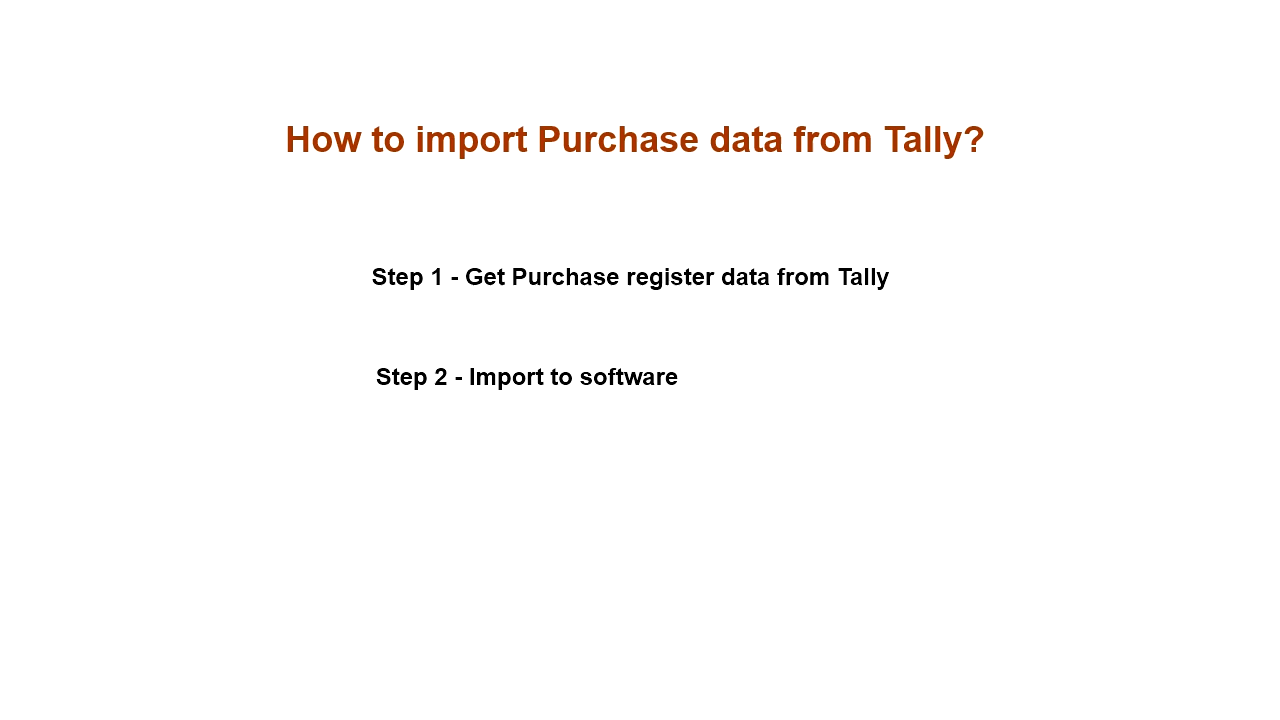 How to import Purchase data from Tally?
Step 1 - Get Purchase register data from Tally
Step 2 - Import to software